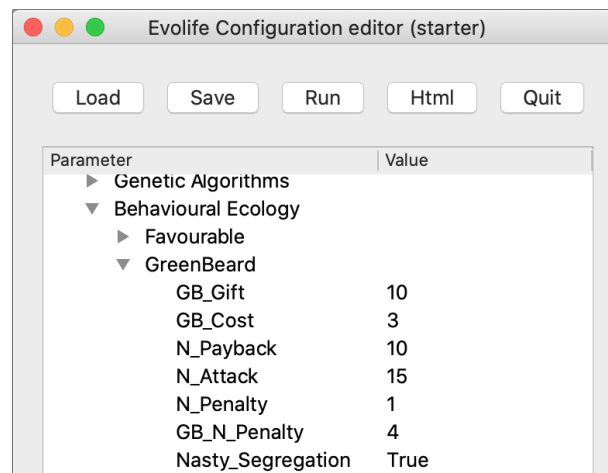 Evolife Configuration editor (starter)
Load Save Run Html Quit
Parameter Value
Genetic Algorithms
Behavioural Ecology
Favourable
GreenBeard
GB_Gift 10
GB_Cost 3
N_Payback 10
N_Attack 15
N_Penalty 1
GB_N_Penalty 4
Nasty_Segregation True